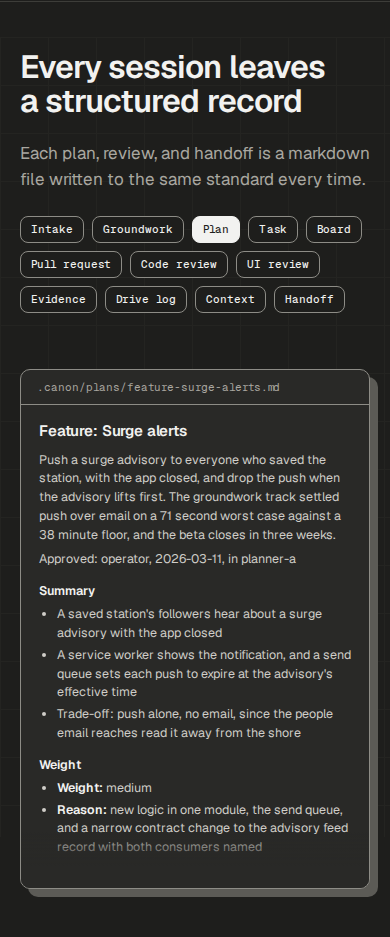 Every session leaves
a structured record
Each plan, review, and handoff is a markdown
file written to the same standard every time.
Intake Groundwork Plan Task Board
Pull request Code review UI review
Evidence Drive log Context Handoff
.canon/plans/feature-surge-alerts.md
Feature: Surge alerts
Push a surge advisory to everyone who saved the
station, with the app closed, and drop the push when
the advisory lifts first. The groundwork track settled
push over email on a 71 second worst case against a
38 minute floor, and the beta closes in three weeks.
Approved: operator, 2026-03-11, in planner-a
Summary
• A saved station's followers hear about a surge
advisory with the app closed
• A service worker shows the notification, and a send
queue sets each push to expire at the advisory's
effective time
• Trade-off: push alone, no email, since the people
email reaches read it away from the shore
Weight
• Weight: medium
• Reason: new logic in one module, the send queue,
and a narrow contract change to the advisory feed
record with both consumers named